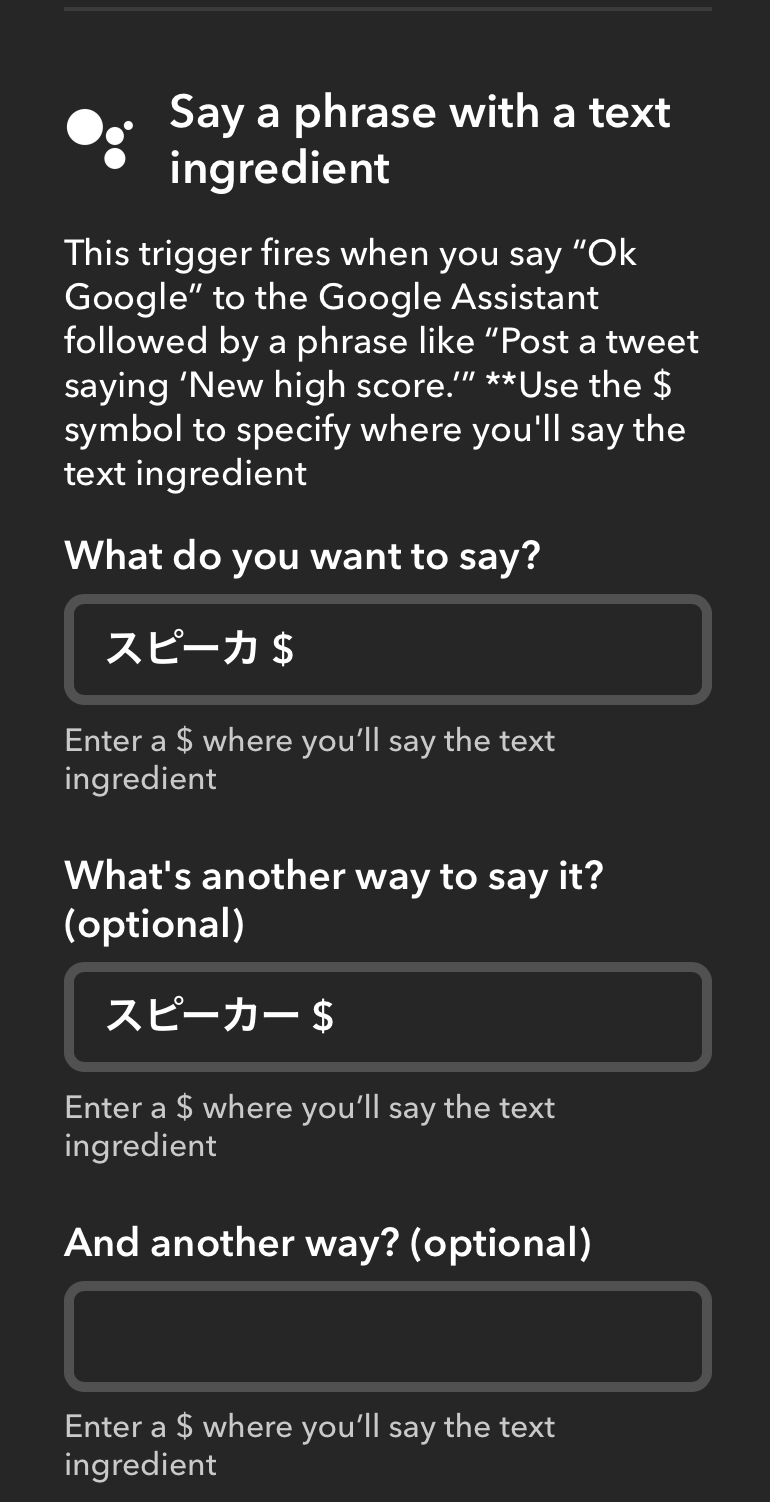 Say a phrase with a text
ingredient
This trigger fires when you say “Ok
Google” to the Google Assistant
followed by a phrase like “Post a tweet
saying ‘New high score.’” **Use the $
symbol to specify where you'll say the
text ingredient
What do you want to say?
スピーカ $
Enter a $ where you’ll say the text
ingredient
What's another way to say it?
(optional)
スピーカー $
Enter a $ where you’ll say the text
ingredient
And another way? (optional)
Enter a $ where you’ll say the text
ingredient